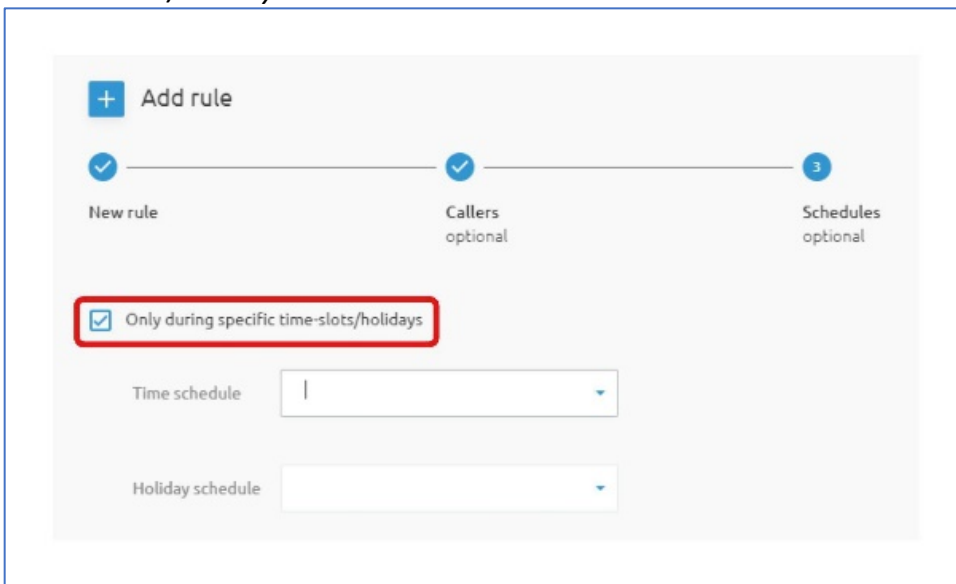 Add rule
3
New rule Callers Schedules
optional optional
Only during specific time-slots/holidays
Time schedule
Holiday schedule